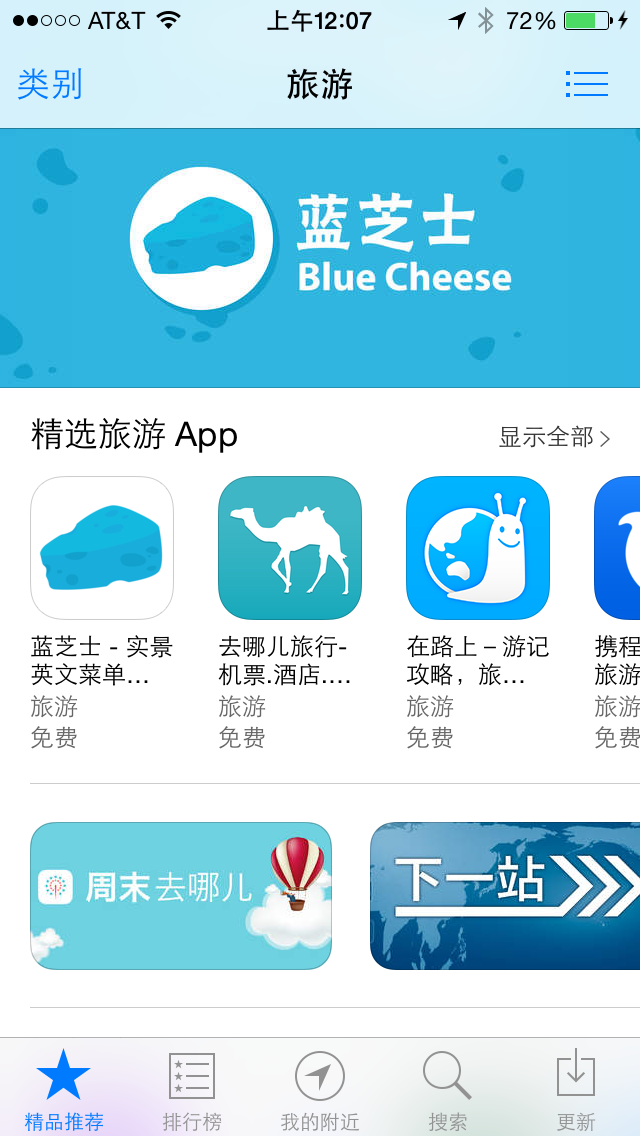 AT&T 上午12:07 72%
类别 旅游
蓝芝士
Blue Cheese
精选旅游 App 显示全部
蓝芝士 - 实景
英文菜单...
旅游
免费
去哪儿旅行-
机票.酒店....
旅游
免费
在路上 – 游记
攻略，旅...
旅游
免费
携程
旅游
旅游
免费
周末去哪儿
下一站
精品推荐 排行榜 我的附近 搜索 更新